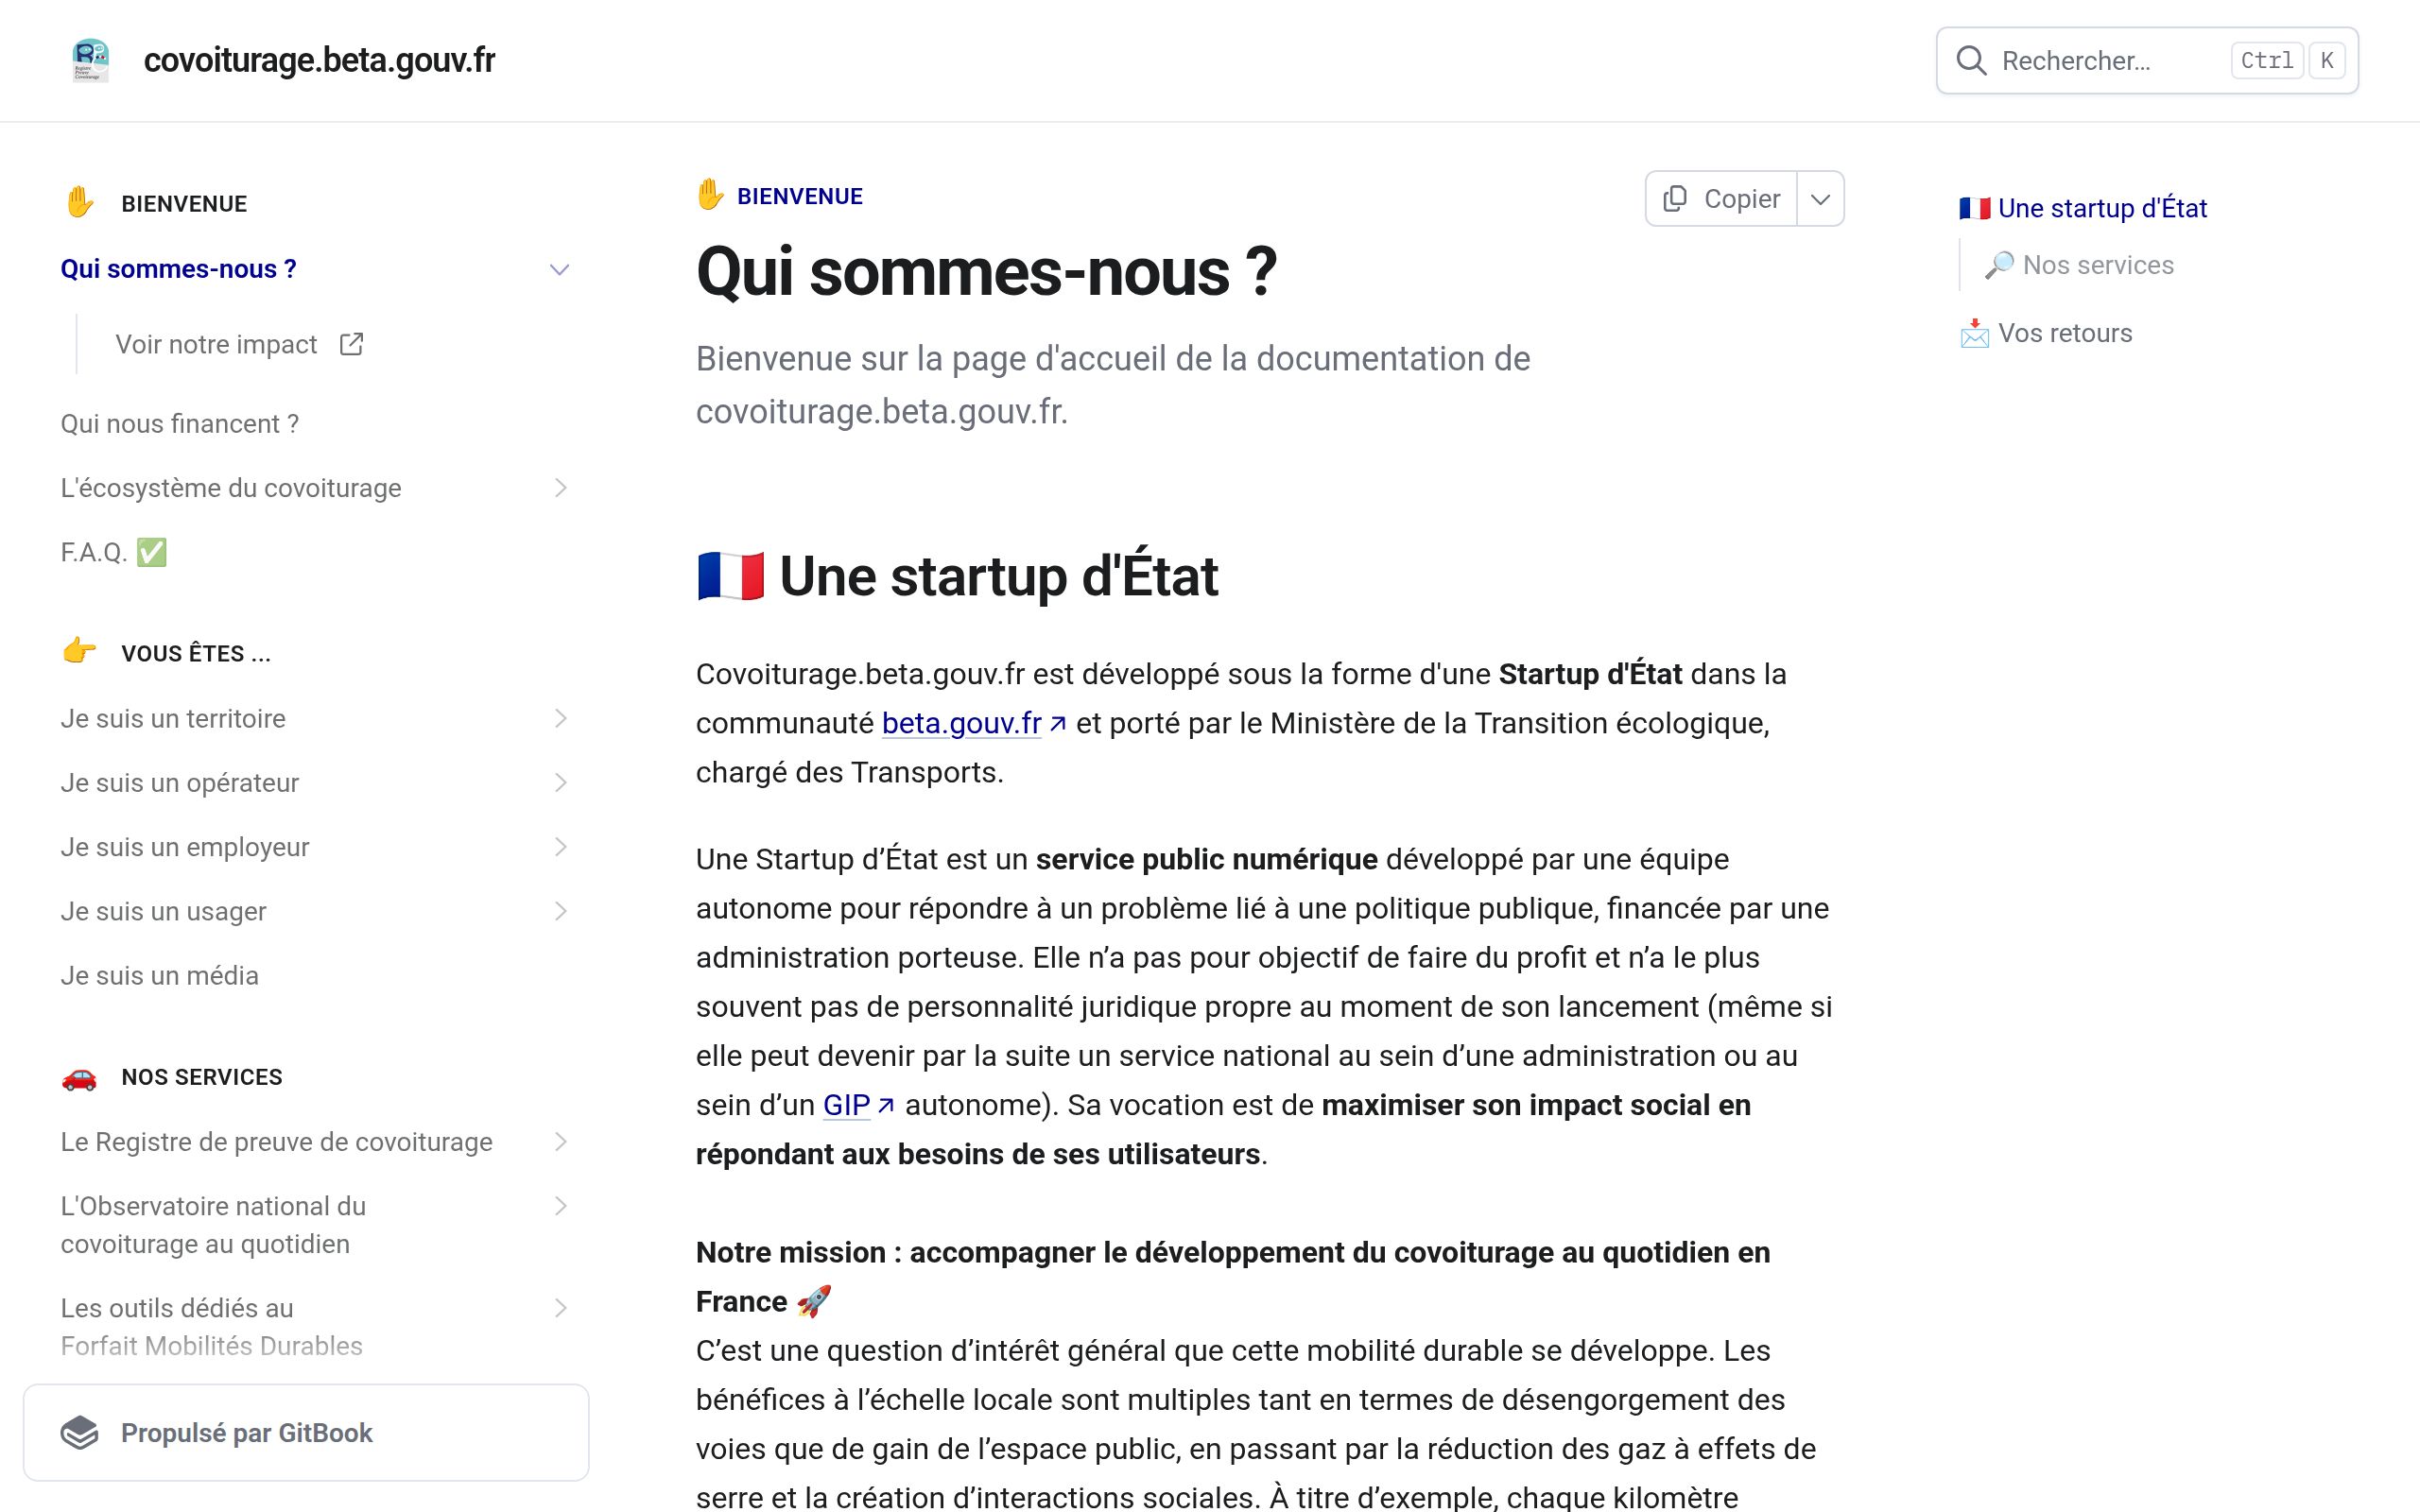 covoiturage.beta.gouv.fr
Rechercher...
Ctrl K
✋ BIENVENUE
Qui sommes-nous ?
Voir notre impact
Qui nous financent ?
L'écosystème du covoiturage
F.A.Q. ✅
👉 VOUS ÊTES ...
Je suis un territoire
Je suis un opérateur
Je suis un employeur
Je suis un usager
Je suis un média
🚗 NOS SERVICES
Le Registre de preuve de covoiturage
L'Observatoire national du
covoiturage au quotidien
Les outils dédiés au
Forfait Mobilités Durables
Propulsé par GitBook
✋ BIENVENUE
Copier
Qui sommes-nous ?
Bienvenue sur la page d'accueil de la documentation de
covoiturage.beta.gouv.fr.
🇫🇷 Une startup d'État
Covoiturage.beta.gouv.fr est développé sous la forme d'une Startup d'État dans la
communauté beta.gouv.fr et porté par le Ministère de la Transition écologique,
chargé des Transports.
Une Startup d’État est un service public numérique développé par une équipe
autonome pour répondre à un problème lié à une politique publique, financée par une
administration porteuse. Elle n’a pas pour objectif de faire du profit et n’a le plus
souvent pas de personnalité juridique propre au moment de son lancement (même si
elle peut devenir par la suite un service national au sein d’une administration ou au
sein d’un GIP autonome). Sa vocation est de maximiser son impact social en
répondant aux besoins de ses utilisateurs.
Notre mission : accompagner le développement du covoiturage au quotidien en
France 🚀
C’est une question d’intérêt général que cette mobilité durable se développe. Les
bénéfices à l’échelle locale sont multiples tant en termes de désengorgement des
voies que de gain de l’espace public, en passant par la réduction des gaz à effets de
serre et la création d’interactions sociales. À titre d’exemple, chaque kilomètre
🇫🇷 Une startup d'État
🔎 Nos services
📩 Vos retours